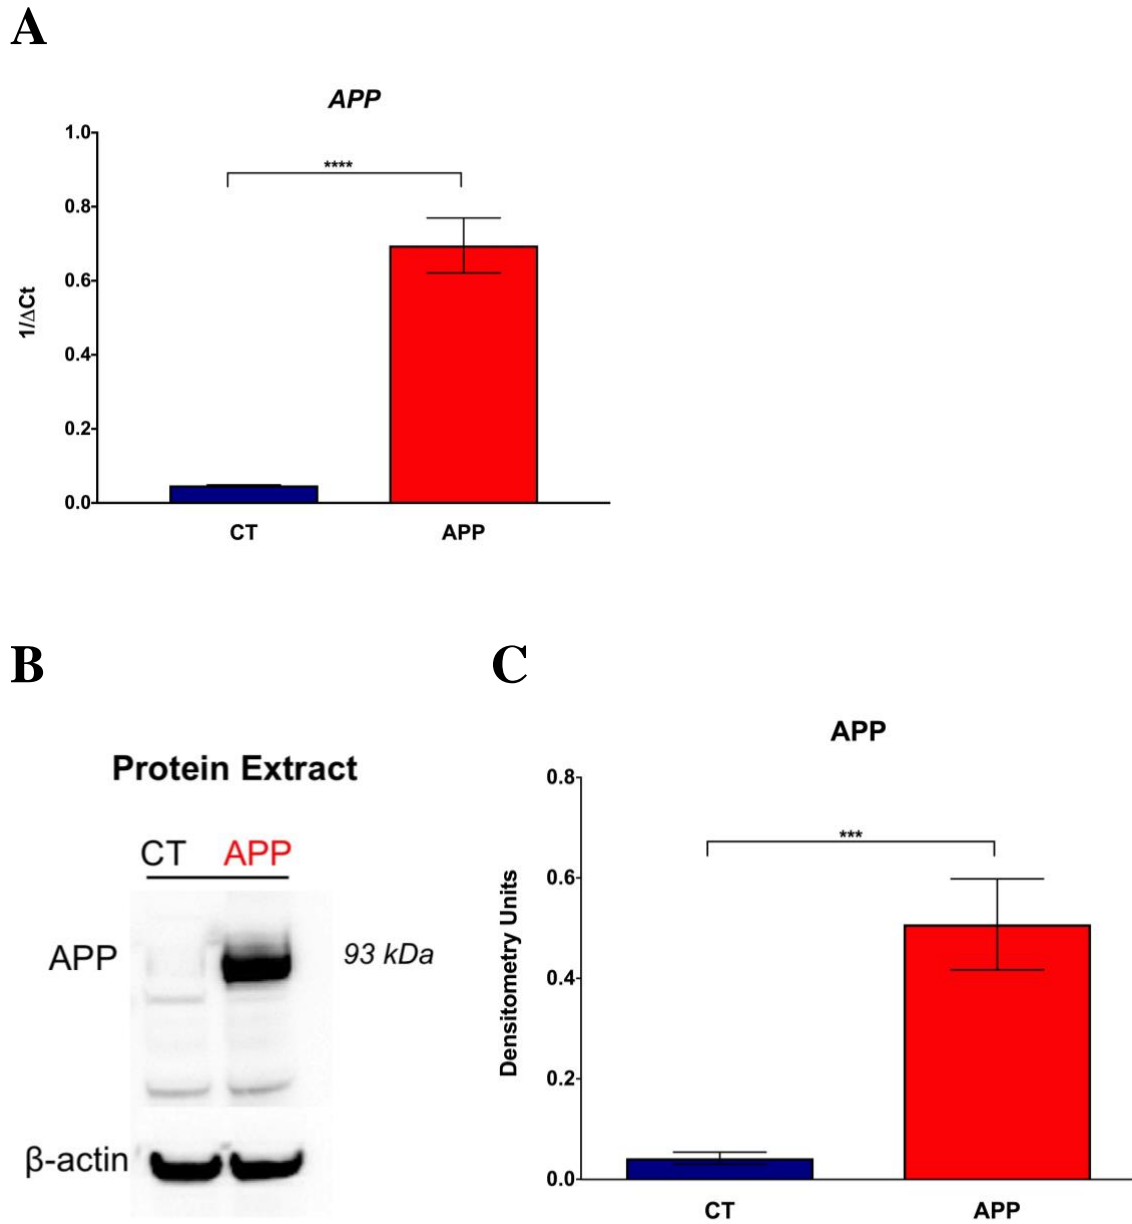 A
APP
1.0
****
0.8
0.6
1/ΔCt
0.4
0.2
0.0
CT APP
B
Protein Extract
CT APP
APP 93 kDa
β-actin
C
APP
0.8
***
0.6
Densitometry Units
0.4
0.2
0.0
CT APP